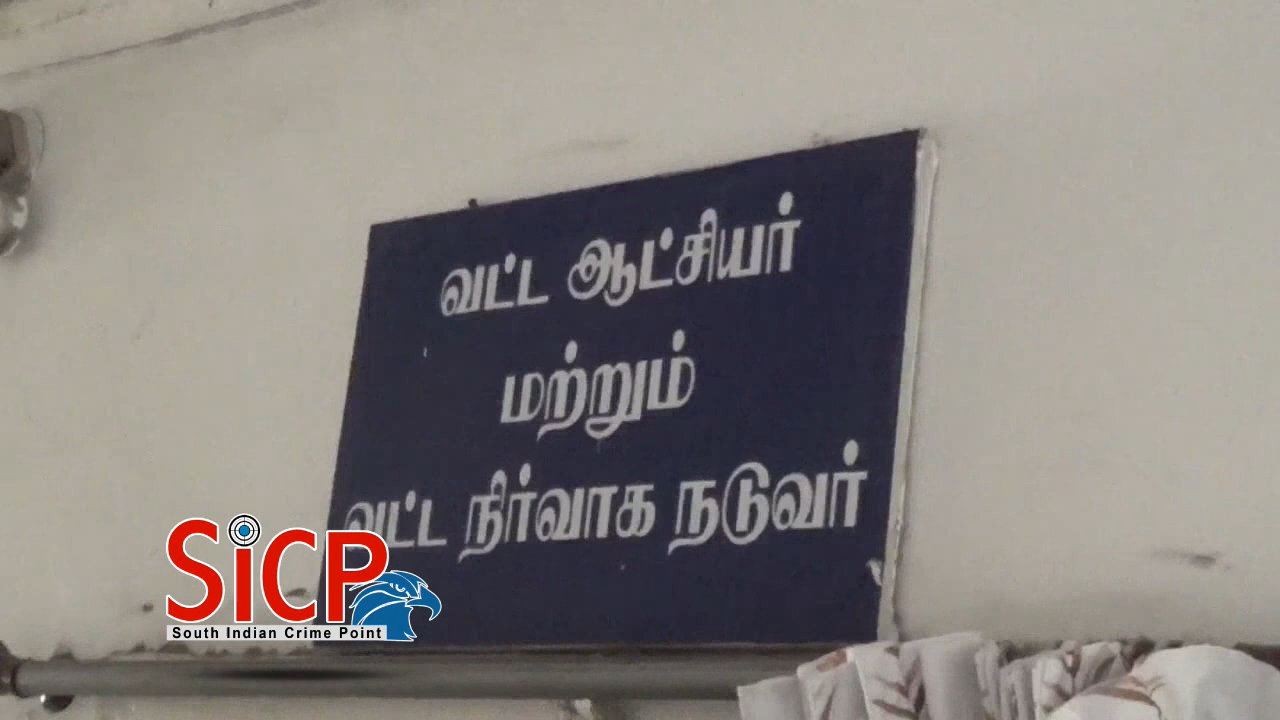 வட்ட ஆட்சியர்
மற்றும்
வட்ட நிர்வாக நடுவர்
SiCP
South Indian Crime Point